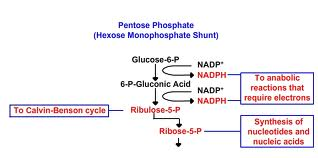 Pentose Phosphate
(Hexose Monophosphate Shunt)
Glucose-6-P
NADP+
NADPH
To anabolic
reactions that
require electrons
6-P-Gluconic Acid
NADP+
NADPH
To Calvin-Benson cycle
Ribulose-5-P
Ribose-5-P
Synthesis of
nucleotides and
nucleic acids